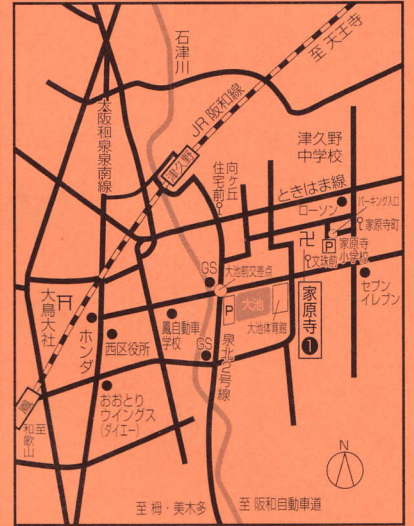 石津川
至 天王寺
JR 阪和線
大阪和泉泉南線
津久野
向ヶ丘
住宅前
津久野
中学校
ときはま線
ローソン
パーキング入口
家原寺町
P
家原寺
小学校
文珠前
セブン
イレブン
家原寺
1
GS
大池前交差点
P
大池
大池体育館
大鳥大社
ホンダ
西区役所
鳳自動車
学校
GS
泉北2号線
おおとり
ウイングス
(ダイエー)
鳳
至
和歌山
N
至 栂・美木多
至 阪和自動車道